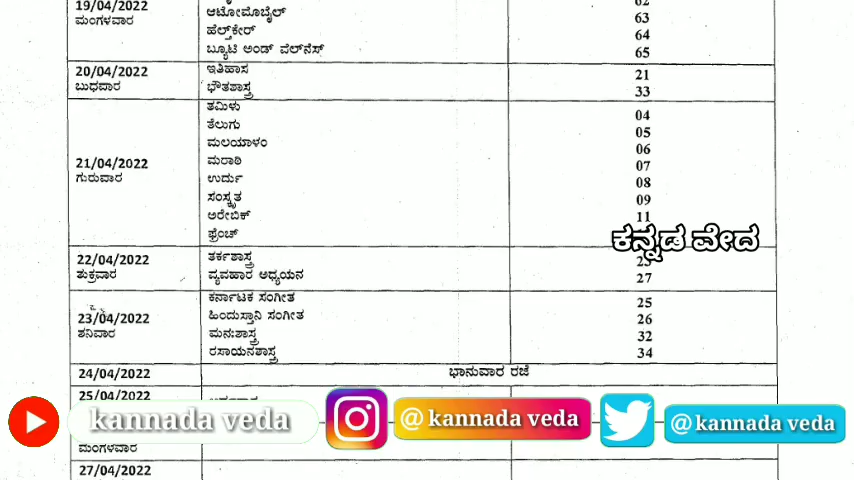 19/04/2022
ಮಂಗಳವಾರ
62
ಆಟೋಮೊಬೈಲ್ 63
ಹೆಲ್ತ್‌ಕೇರ್ 64
ಬ್ಯೂಟಿ ಅಂಡ್ ವೆಲ್‌ನೆಸ್ 65
20/04/2022
ಬುಧವಾರ
ಇತಿಹಾಸ 21
ಭೌತಶಾಸ್ತ್ರ 33
21/04/2022
ಗುರುವಾರ
ತಮಿಳು 04
ತೆಲುಗು 05
ಮಲಯಾಳಂ 06
ಮರಾಠಿ 07
ಉರ್ದು 08
ಸಂಸ್ಕೃತ 09
ಅರೇಬಿಕ್ 11
ಫ್ರೆಂಚ್
ಕನ್ನಡ ವೇದ
22/04/2022
ಶುಕ್ರವಾರ
ತರ್ಕಶಾಸ್ತ್ರ 23
ವ್ಯವಹಾರ ಅಧ್ಯಯನ 27
23/04/2022
ಶನಿವಾರ
ಕರ್ನಾಟಕ ಸಂಗೀತ 25
ಹಿಂದುಸ್ತಾನಿ ಸಂಗೀತ 26
ಮನಃಶಾಸ್ತ್ರ 32
ರಸಾಯನಶಾಸ್ತ್ರ 34
24/04/2022 ಭಾನುವಾರ ರಜೆ
25/04/2022
kannada veda
@kannada veda
@kannada veda
ಮಂಗಳವಾರ
27/04/2022